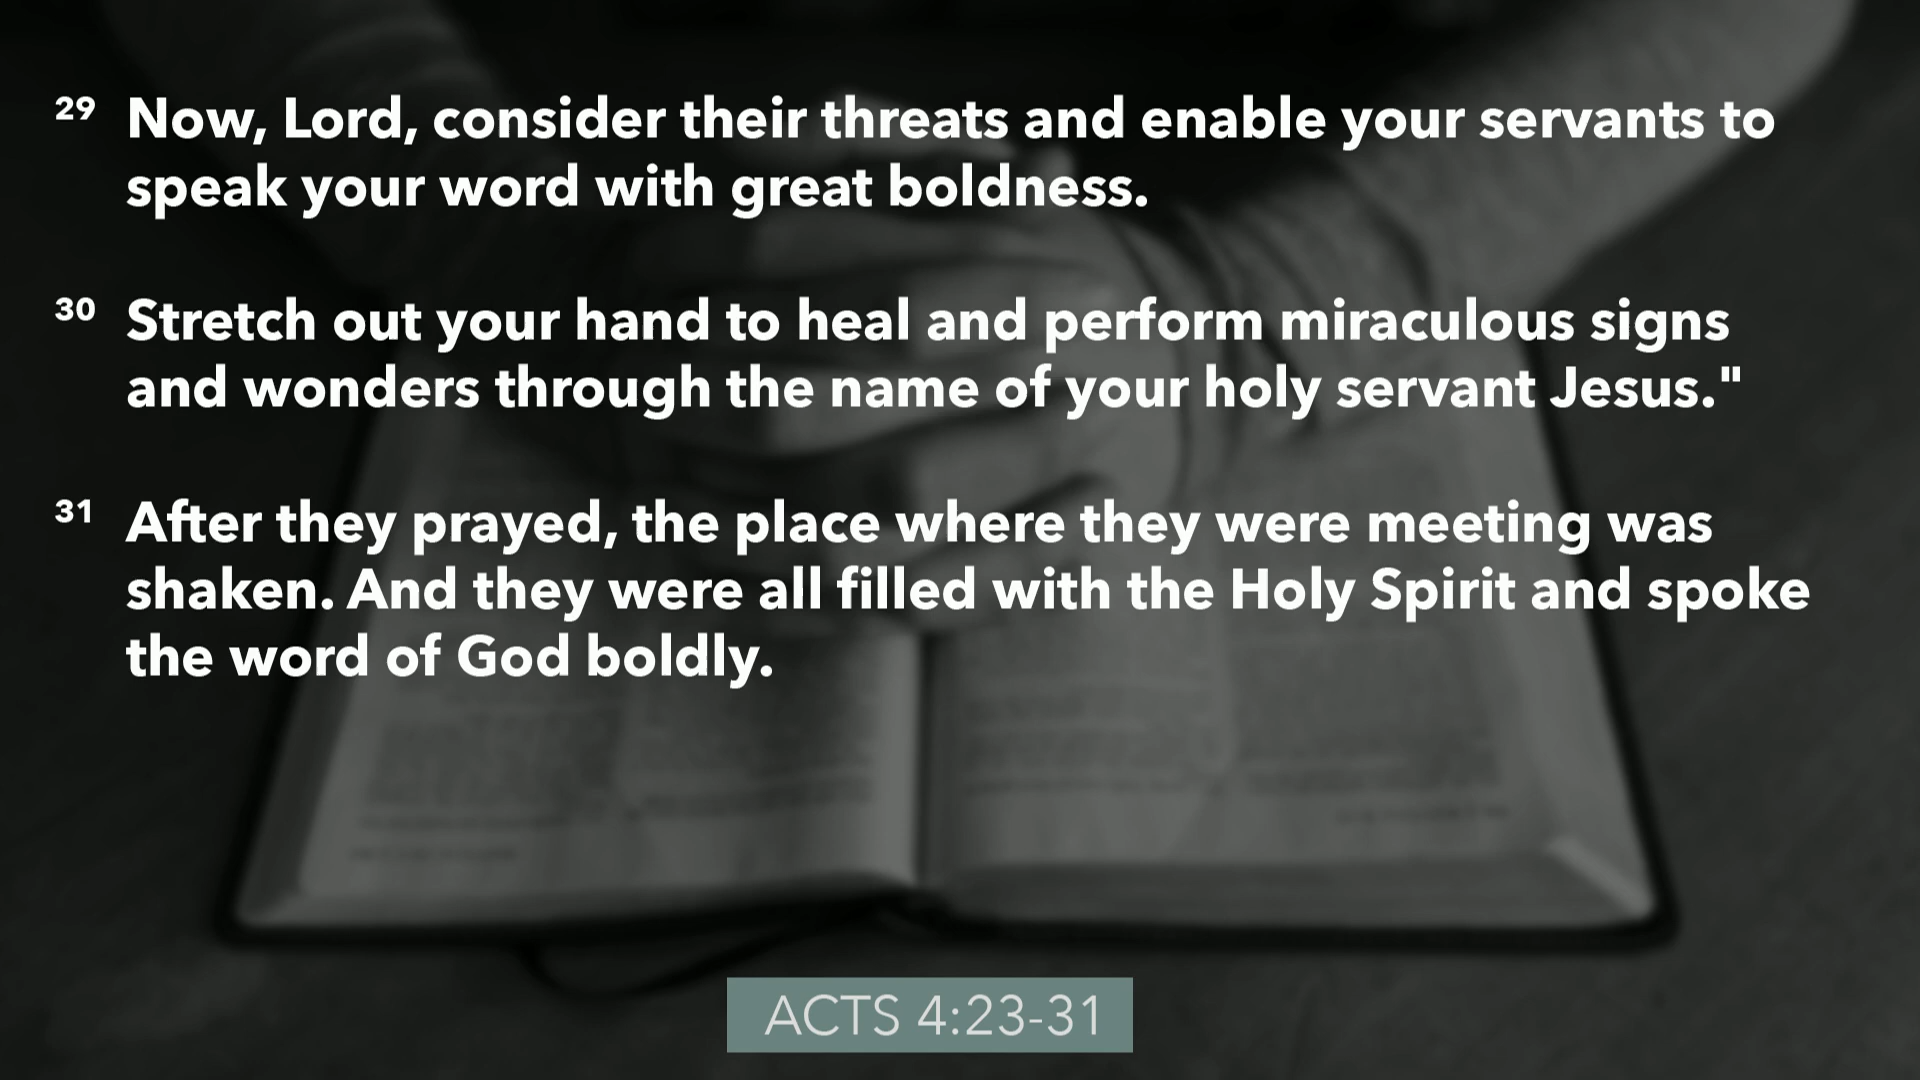 29 Now, Lord, consider their threats and enable your servants to
speak your word with great boldness.
30 Stretch out your hand to heal and perform miraculous signs
and wonders through the name of your holy servant Jesus."
31 After they prayed, the place where they were meeting was
shaken. And they were all filled with the Holy Spirit and spoke
the word of God boldly.
ACTS 4:23-31